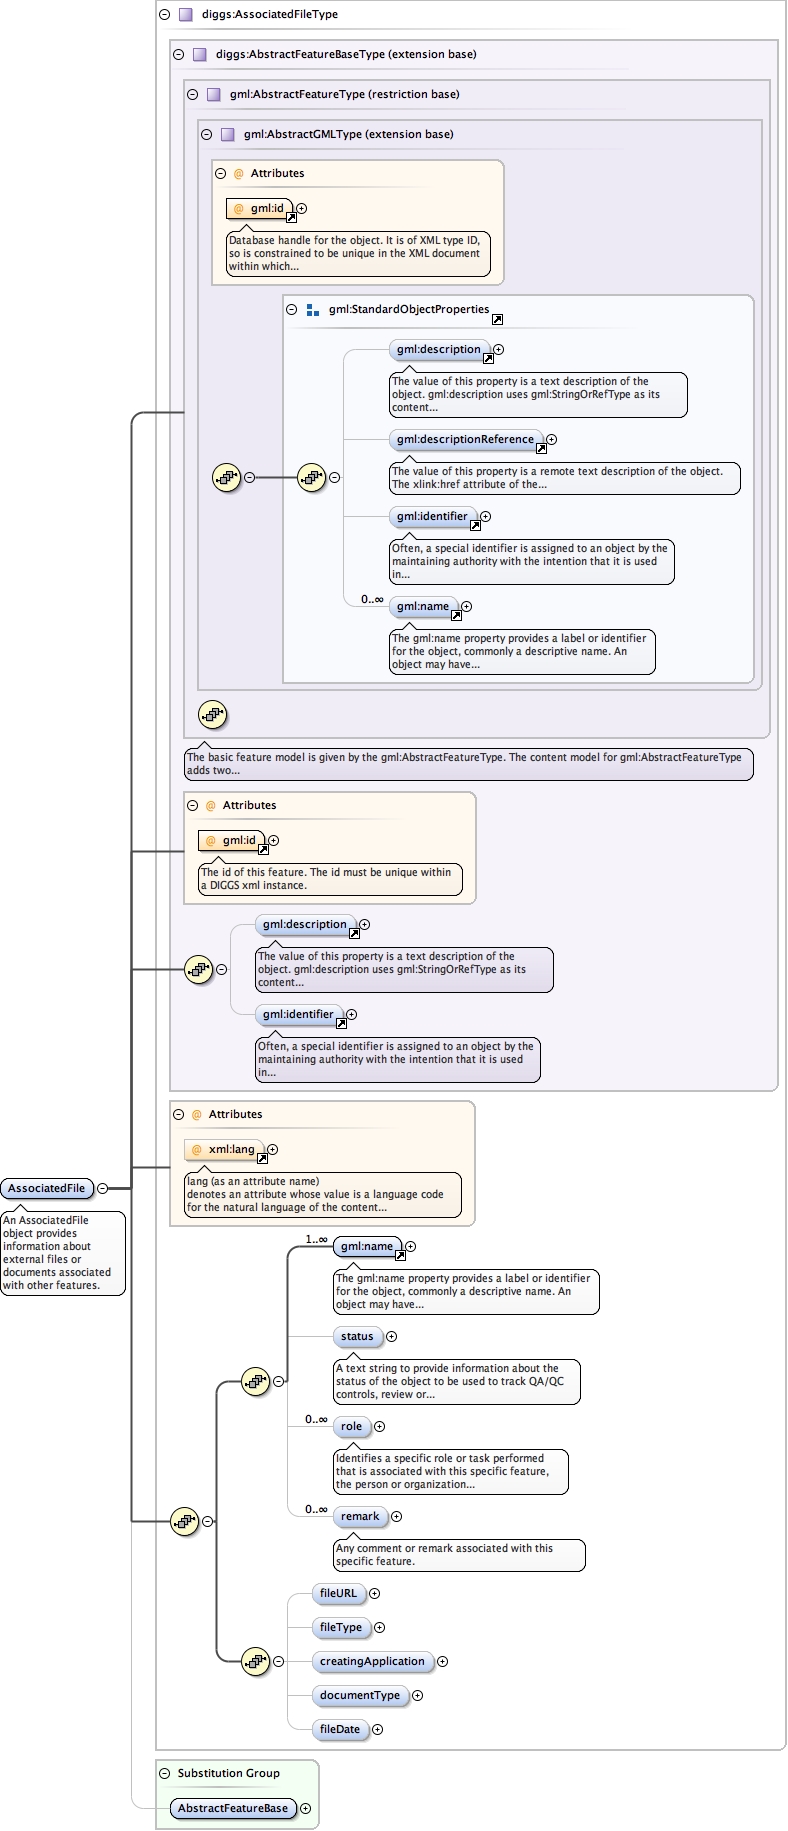 diggs:AssociatedFileType
diggs:AbstractFeatureBaseType (extension base)
gml:AbstractFeatureType (restriction base)
gml:AbstractGMLType (extension base)
@ Attributes
@ gml:id
Database handle for the object. It is of XML type ID,
so is constrained to be unique in the XML document
within which...
gml:StandardObjectProperties
gml:description
The value of this property is a text description of the
object. gml:description uses gml:StringOrRefType as its
content...
gml:descriptionReference
The value of this property is a remote text description of the object.
The xlink:href attribute of the...
gml:identifier
Often, a special identifier is assigned to an object by the
maintaining authority with the intention that it is used
in...
0..∞
gml:name
The gml:name property provides a label or identifier
for the object, commonly a descriptive name. An
object may have...
The basic feature model is given by the gml:AbstractFeatureType. The content model for gml:AbstractFeatureType
adds two...
@ Attributes
@ gml:id
The id of this feature. The id must be unique within
a DIGGS xml instance.
gml:description
The value of this property is a text description of the
object. gml:description uses gml:StringOrRefType as its
content...
gml:identifier
Often, a special identifier is assigned to an object by the
maintaining authority with the intention that it is used
in...
@ Attributes
@ xml:lang
lang (as an attribute name)
denotes an attribute whose value is a language code
for the natural language of the content...
AssociatedFile
An AssociatedFile
object provides
information about
external files or
documents associated
with other features.
1..∞
gml:name
The gml:name property provides a label or identifier
for the object, commonly a descriptive name. An
object may have...
status
A text string to provide information about the
status of the object to be used to track QA/QC
controls, review or...
0..∞
role
Identifies a specific role or task performed
that is associated with this specific feature,
the person or organization...
0..∞
remark
Any comment or remark associated with this
specific feature.
fileURL
fileType
creatingApplication
documentType
fileDate
Substitution Group
AbstractFeatureBase